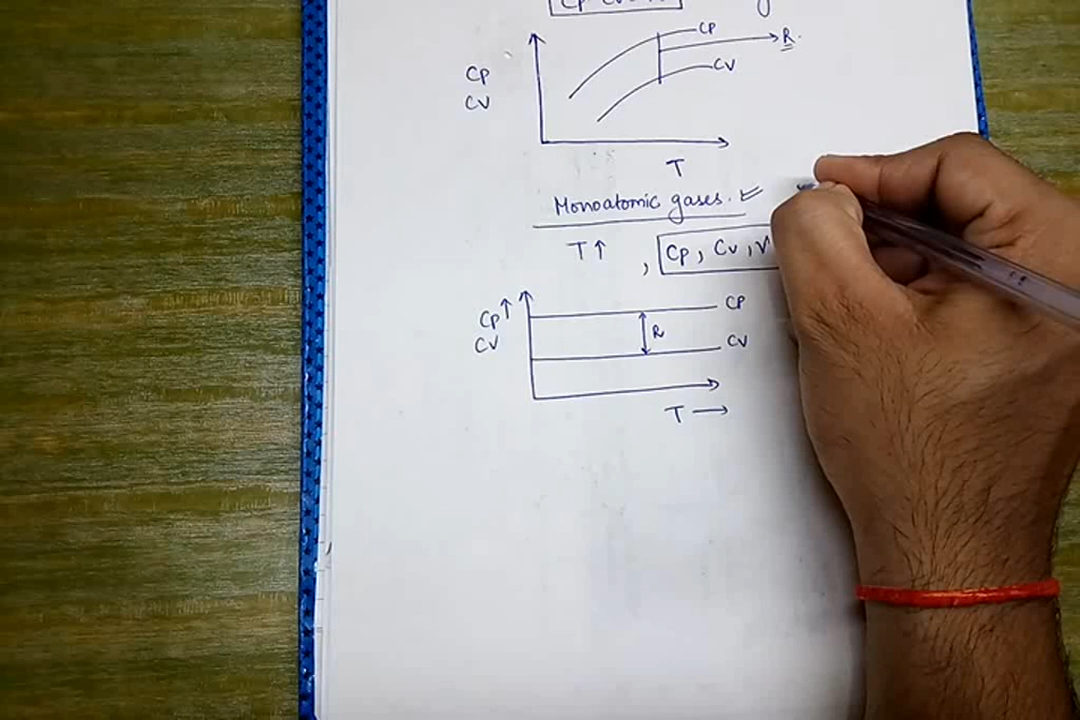 CP
R.
CP
CV
CV
T
Monoatomic gases.
T↑ , Cp, Cv,
CP
CP↑
R
CV
CV
T →